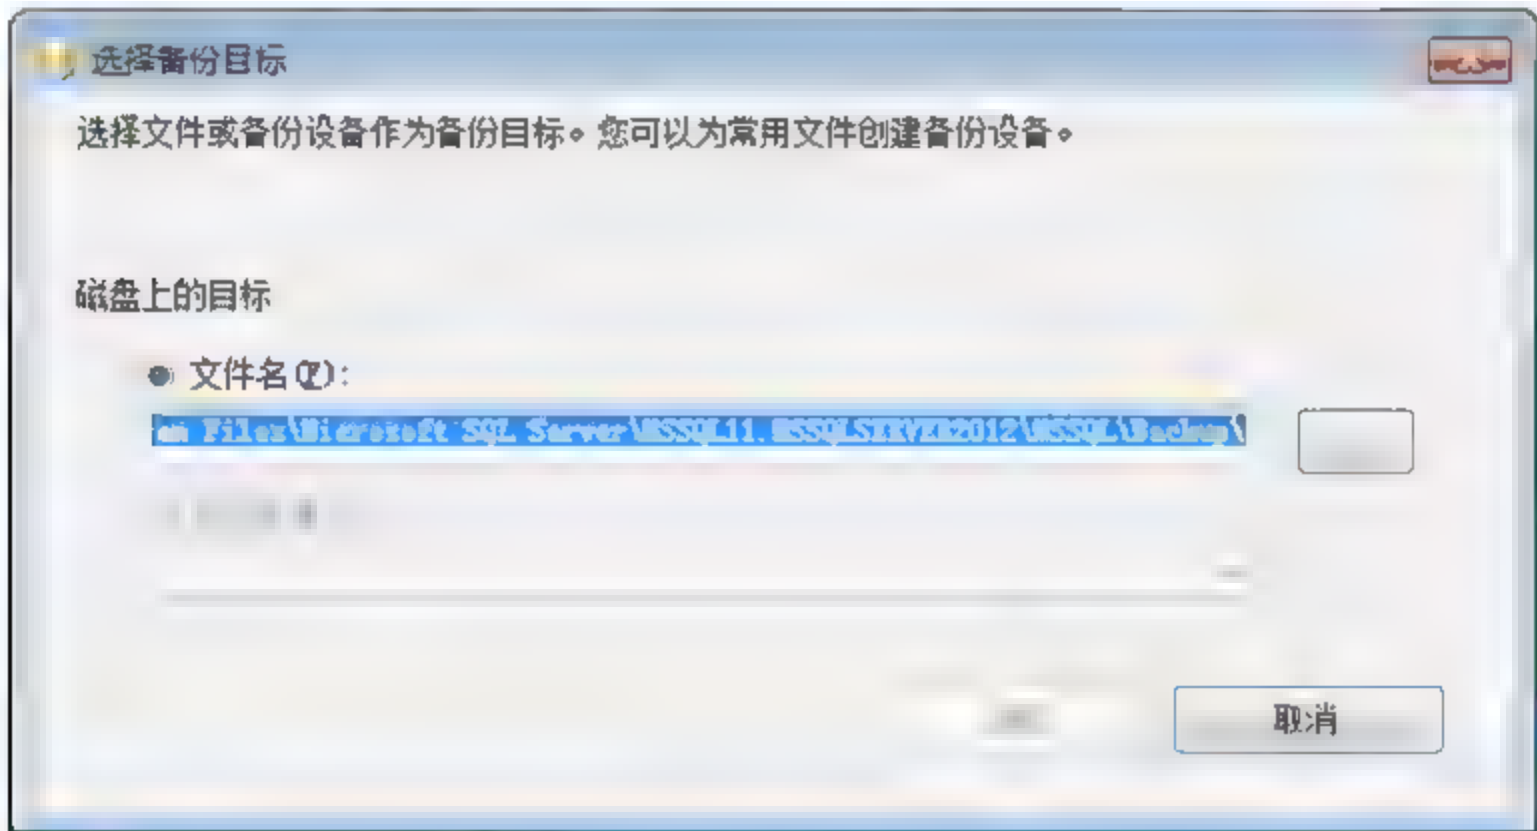 选择备份目标
选择文件或备份设备作为备份目标。您可以为常用文件创建备份设备。
磁盘上的目标
文件名(F):
am Files\Microsoft SQL Server\MSSQL11.MSSQLSERVER2012\MSSQL\Backup\
取消